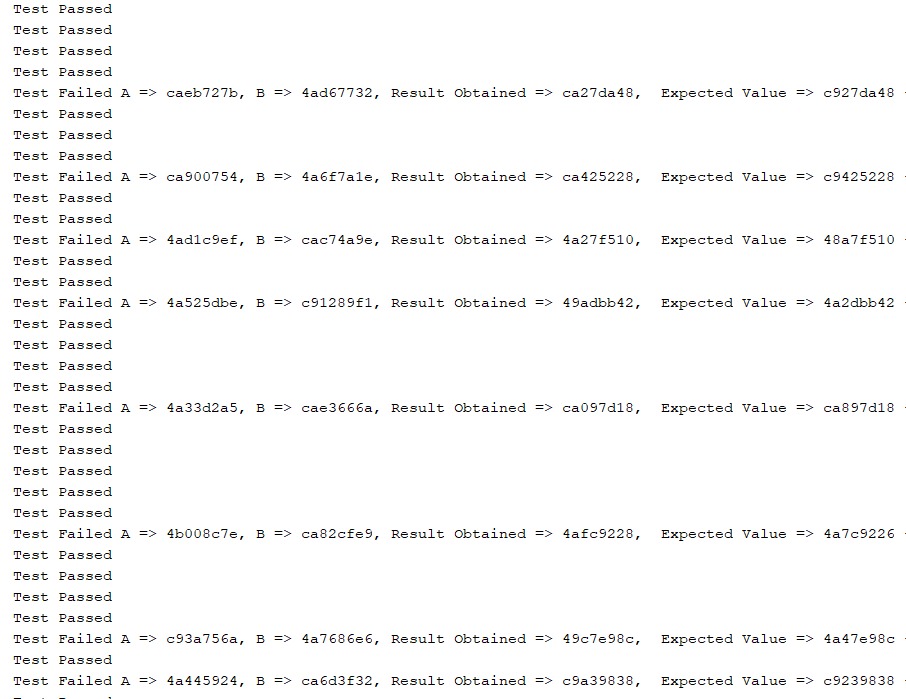 Test Passed
Test Passed
Test Passed
Test Passed
Test Failed A => caeb727b, B => 4ad67732, Result Obtained => ca27da48,  Expected Value => c927da48 -
Test Passed
Test Passed
Test Passed
Test Failed A => ca900754, B => 4a6f7a1e, Result Obtained => ca425228,  Expected Value => c9425228 -
Test Passed
Test Passed
Test Failed A => 4ad1c9ef, B => cac74a9e, Result Obtained => 4a27f510,  Expected Value => 48a7f510 -
Test Passed
Test Passed
Test Failed A => 4a525dbe, B => c91289f1, Result Obtained => 49adbb42,  Expected Value => 4a2dbb42 -
Test Passed
Test Passed
Test Passed
Test Passed
Test Failed A => 4a33d2a5, B => cae3666a, Result Obtained => ca097d18,  Expected Value => ca897d18 -
Test Passed
Test Passed
Test Passed
Test Passed
Test Passed
Test Failed A => 4b008c7e, B => ca82cfe9, Result Obtained => 4afc9228,  Expected Value => 4a7c9226 -
Test Passed
Test Passed
Test Passed
Test Passed
Test Failed A => c93a756a, B => 4a7686e6, Result Obtained => 49c7e98c,  Expected Value => 4a47e98c -
Test Passed
Test Failed A => 4a445924, B => ca6d3f32, Result Obtained => c9a39838,  Expected Value => c9239838 -